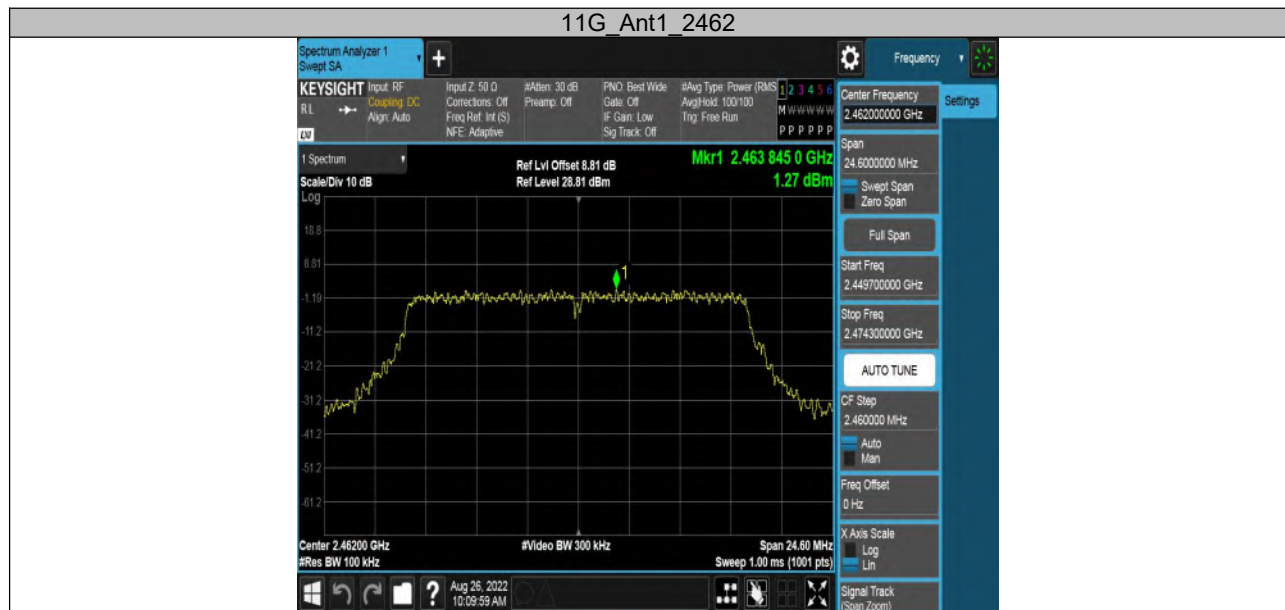 11G_Ant1_2462
Spectrum Analyzer 1
Swept SA
+
Frequency
KEYSIGHT
RL
LXI
Input: RF
Coupling: DC
Align: Auto
Input Z: 50 Ω
Corrections: Off
Freq Ref: Int (S)
NFE: Adaptive
#Atten: 30 dB
Preamp: Off
PNO: Best Wide
Gate: Off
IF Gain: Low
Sig Track: Off
#Avg Type: Power (RMS
Avg|Hold: 100/100
Trig: Free Run
1 2 3 4 5 6
M W W W W W
P P P P P P
1 Spectrum
Scale/Div 10 dB
Log
Ref Lvl Offset 8.81 dB
Ref Level 28.81 dBm
Mkr1 2.463 845 0 GHz
1.27 dBm
18.8
8.81
-1.19
-11.2
-21.2
-31.2
-41.2
-51.2
-61.2
1
Center 2.46200 GHz
#Res BW 100 kHz
#Video BW 300 kHz
Span 24.60 MHz
Sweep 1.00 ms (1001 pts)
Center Frequency
2.462000000 GHz
Settings
Span
24.6000000 MHz
Swept Span
Zero Span
Full Span
Start Freq
2.449700000 GHz
Stop Freq
2.474300000 GHz
AUTO TUNE
CF Step
2.460000 MHz
Auto
Man
Freq Offset
0 Hz
X Axis Scale
Log
Lin
Signal Track
(Span Zoom)
?
Aug 26, 2022
10:09:59 AM